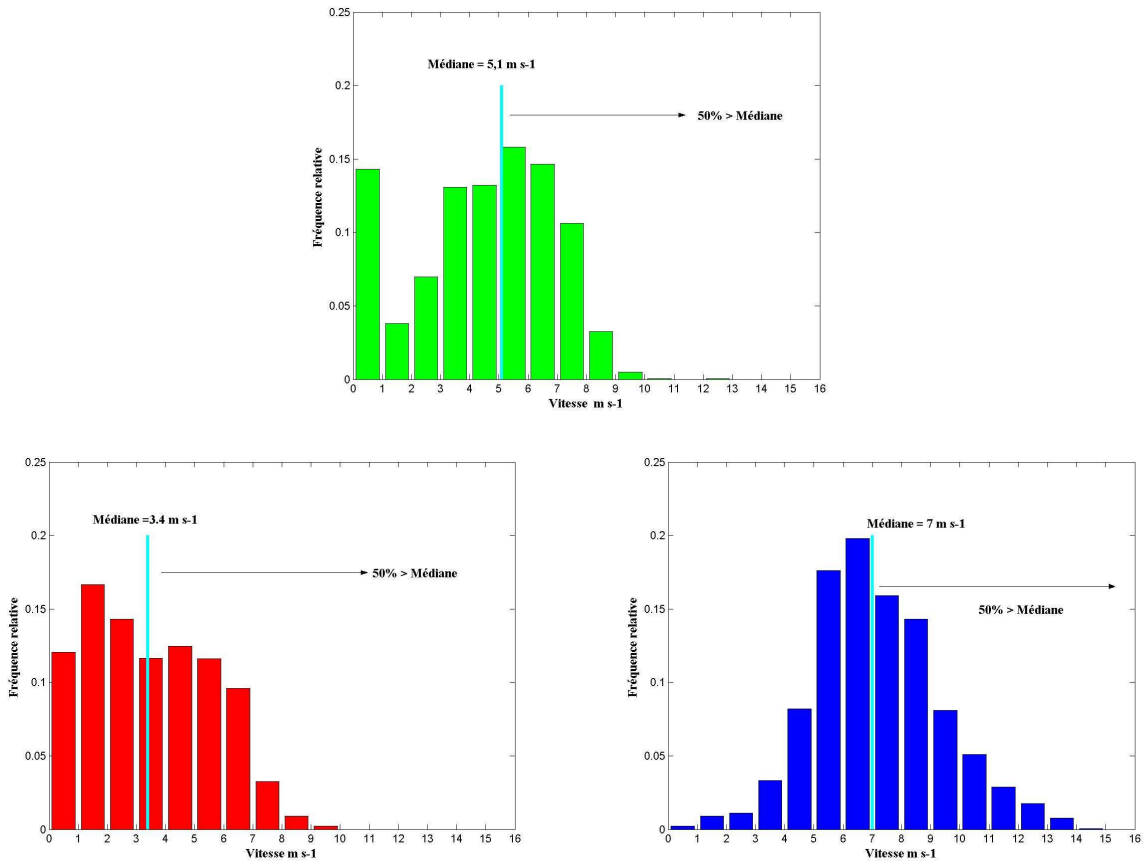 0.25
Médiane = 5,1 m s-1
0.2
50% > Médiane
0.15
Fréquence relative
0.1
0.05
0
0 1 2 3 4 5 6 7 8 9 10 11 12 13 14 15 16
Vitesse m s-1
0.25
Médiane =3.4 m s-1
0.2
50% > Médiane
0.15
Fréquence relative
0.1
0.05
0
0 1 2 3 4 5 6 7 8 9 10 11 12 13 14 15 16
Vitesse m s-1
0.25
Médiane = 7 m s-1
0.2
50% > Médiane
0.15
Fréquence relative
0.1
0.05
0
0 1 2 3 4 5 6 7 8 9 10 11 12 13 14 15 16
Vitesse m s-1